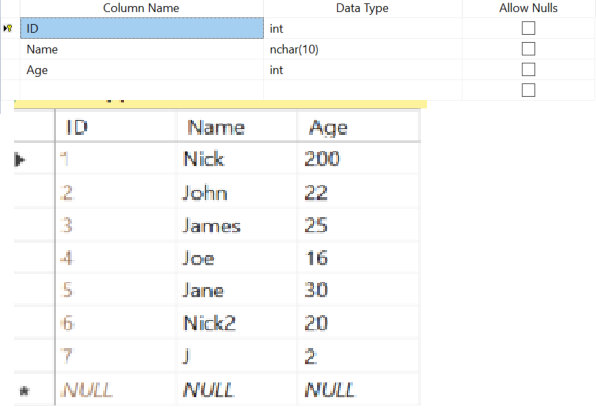 Column Name Data Type Allow Nulls
ID int
Name nchar(10)
Age int
ID Name Age
1 Nick 200
2 John 22
3 James 25
4 Joe 16
5 Jane 30
6 Nick2 20
7 J 2
* NULL NULL NULL